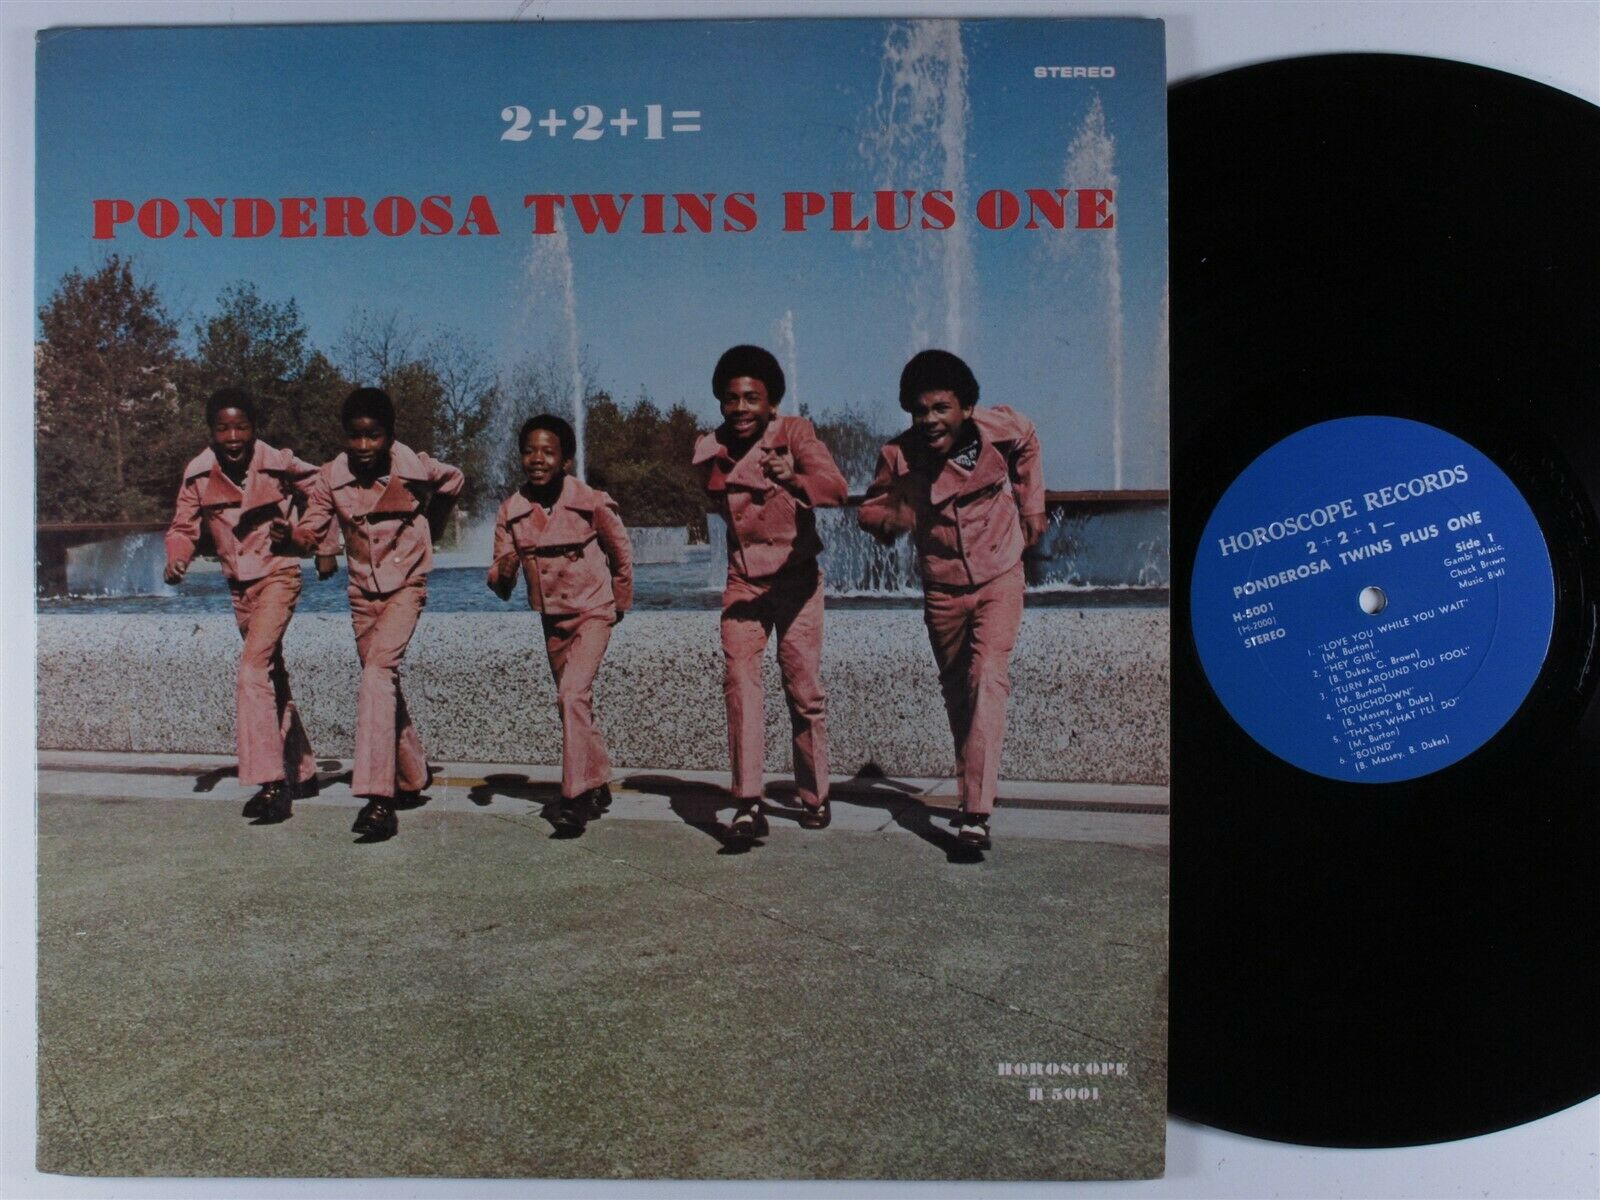 STEREO
2+2+1=
PONDEROSA TWINS PLUS ONE
HOROSCOPE
H 5001
HOROSCOPE RECORDS
2 + 2 + 1 —
PONDEROSA TWINS PLUS ONE
Side 1
H-5001
(H-2000)
STEREO
Gambi Music.
Chuck Brown
Music BMI
1. "LOVE YOU WHILE YOU WAIT"
(M. Burton)
2. "HEY GIRL"
(B. Dukes, C. Brown)
3. "TURN AROUND YOU FOOL"
(M. Burton)
4. "TOUCHDOWN"
(B. Massey, B. Duke)
5. "THAT'S WHAT I'LL DO"
(M. Burton)
6. "BOUND"
(B. Massey, B. Dukes)